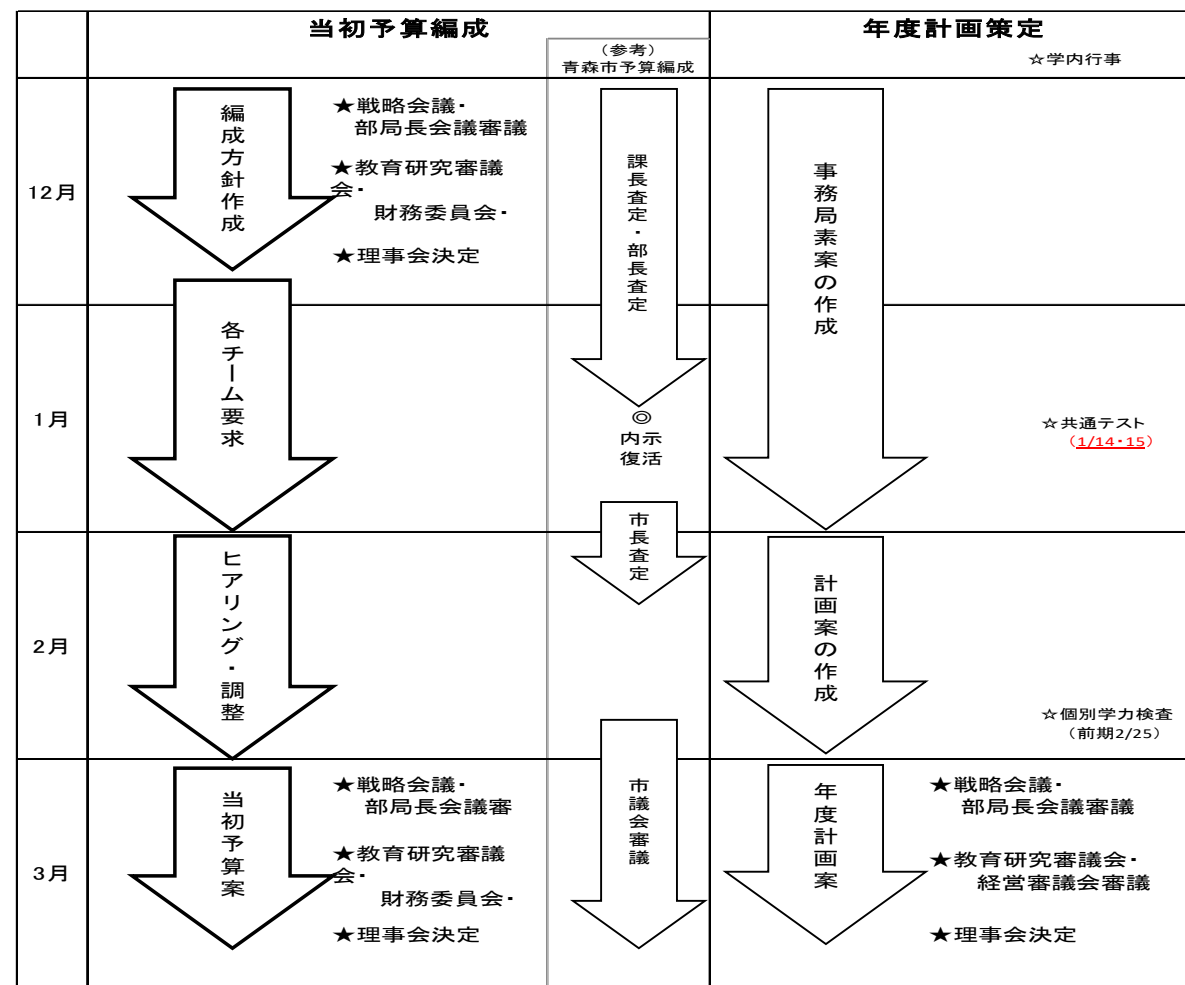 当初予算編成
年度計画策定
（参考）
青森市予算編成
☆学内行事
12月
編成方針作成
★戦略会議・
部局長会議審議
★教育研究審議
会・
財務委員会・
★理事会決定
課長査定・部長査定
事務局素案の作成
1月
各チーム要求
◎
内示
復活
☆共通テスト
（1/14・15）
市長査定
2月
ヒアリング・調整
計画案の作成
☆個別学力検査
（前期2/25）
3月
当初予算案
★戦略会議・
部局長会議審
★教育研究審議
会・
財務委員会・
★理事会決定
市議会審議
年度計画案
★戦略会議・
部局長会議審議
★教育研究審議会・
経営審議会審議
★理事会決定